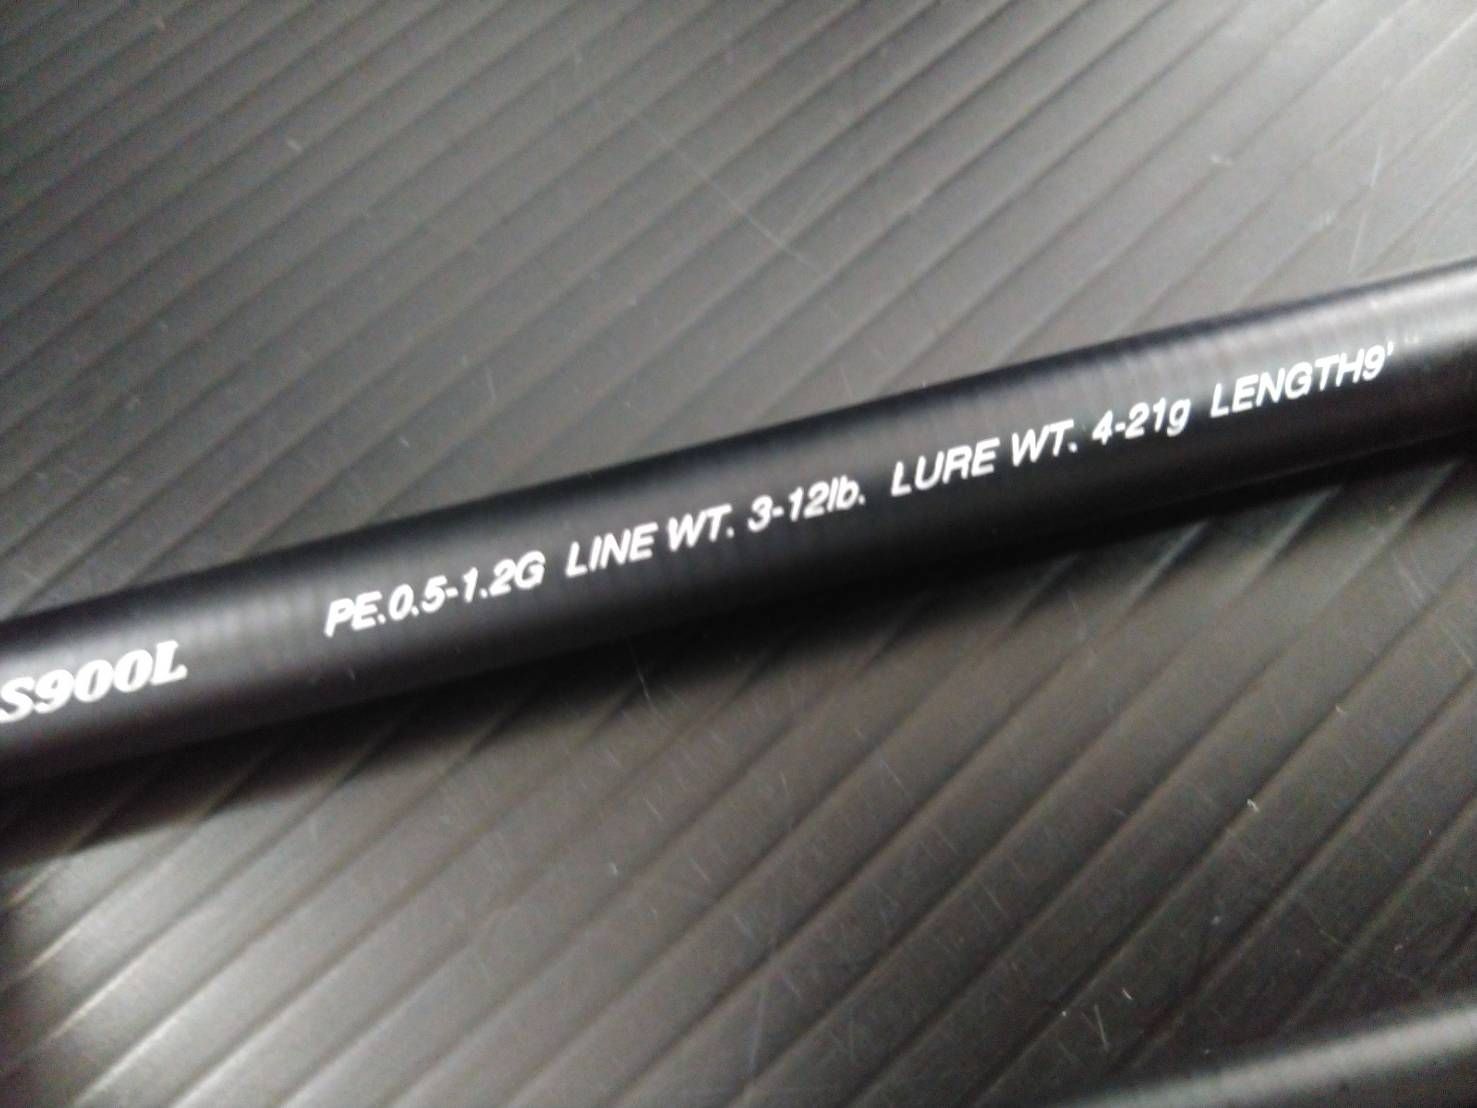 S900L PE.0.5-1.2G LINE WT. 3-12lb. LURE WT. 4-21g LENGTH9'